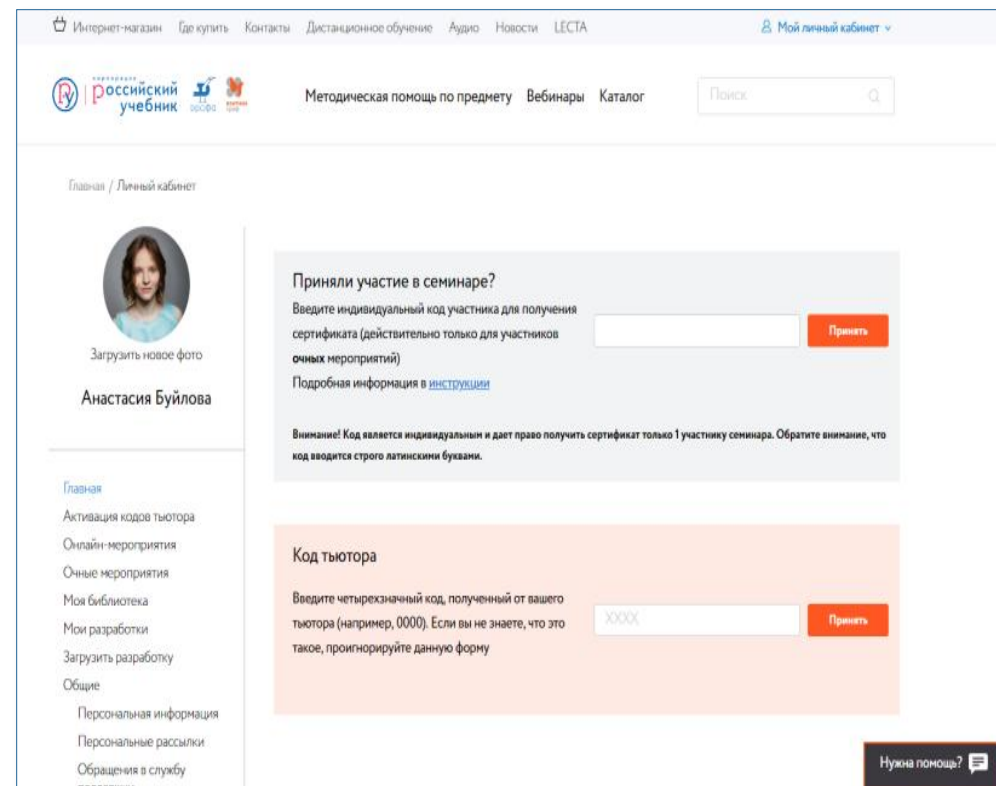 Интернет-магазин Где купить Контакты Дистанционное обучение Аудио Новости LECTA Мой личный кабинет
корпорация
российский
учебник
дрофа
Методическая помощь по предмету Вебинары Каталог Поиск
Главная / Личный кабинет
Загрузить новое фото
Анастасия Буйлова
Главная
Активация кодов тьютора
Онлайн-мероприятия
Очные мероприятия
Моя библиотека
Мои разработки
Загрузить разработку
Общие
Персональная информация
Персональные рассылки
Обращения в службу
Приняли участие в семинаре?
Введите индивидуальный код участника для получения
сертификата (действительно только для участников
очных мероприятий)
Подробная информация в инструкции
Принять
Внимание! Код является индивидуальным и дает право получить сертификат только 1 участнику семинара. Обратите внимание, что
код вводится строго латинскими буквами.
Код тьютора
Введите четырехзначный код, полученный от вашего
тьютора (например, 0000). Если вы не знаете, что это
такое, проигнорируйте данную форму
XXXX
Принять
Нужна помощь?